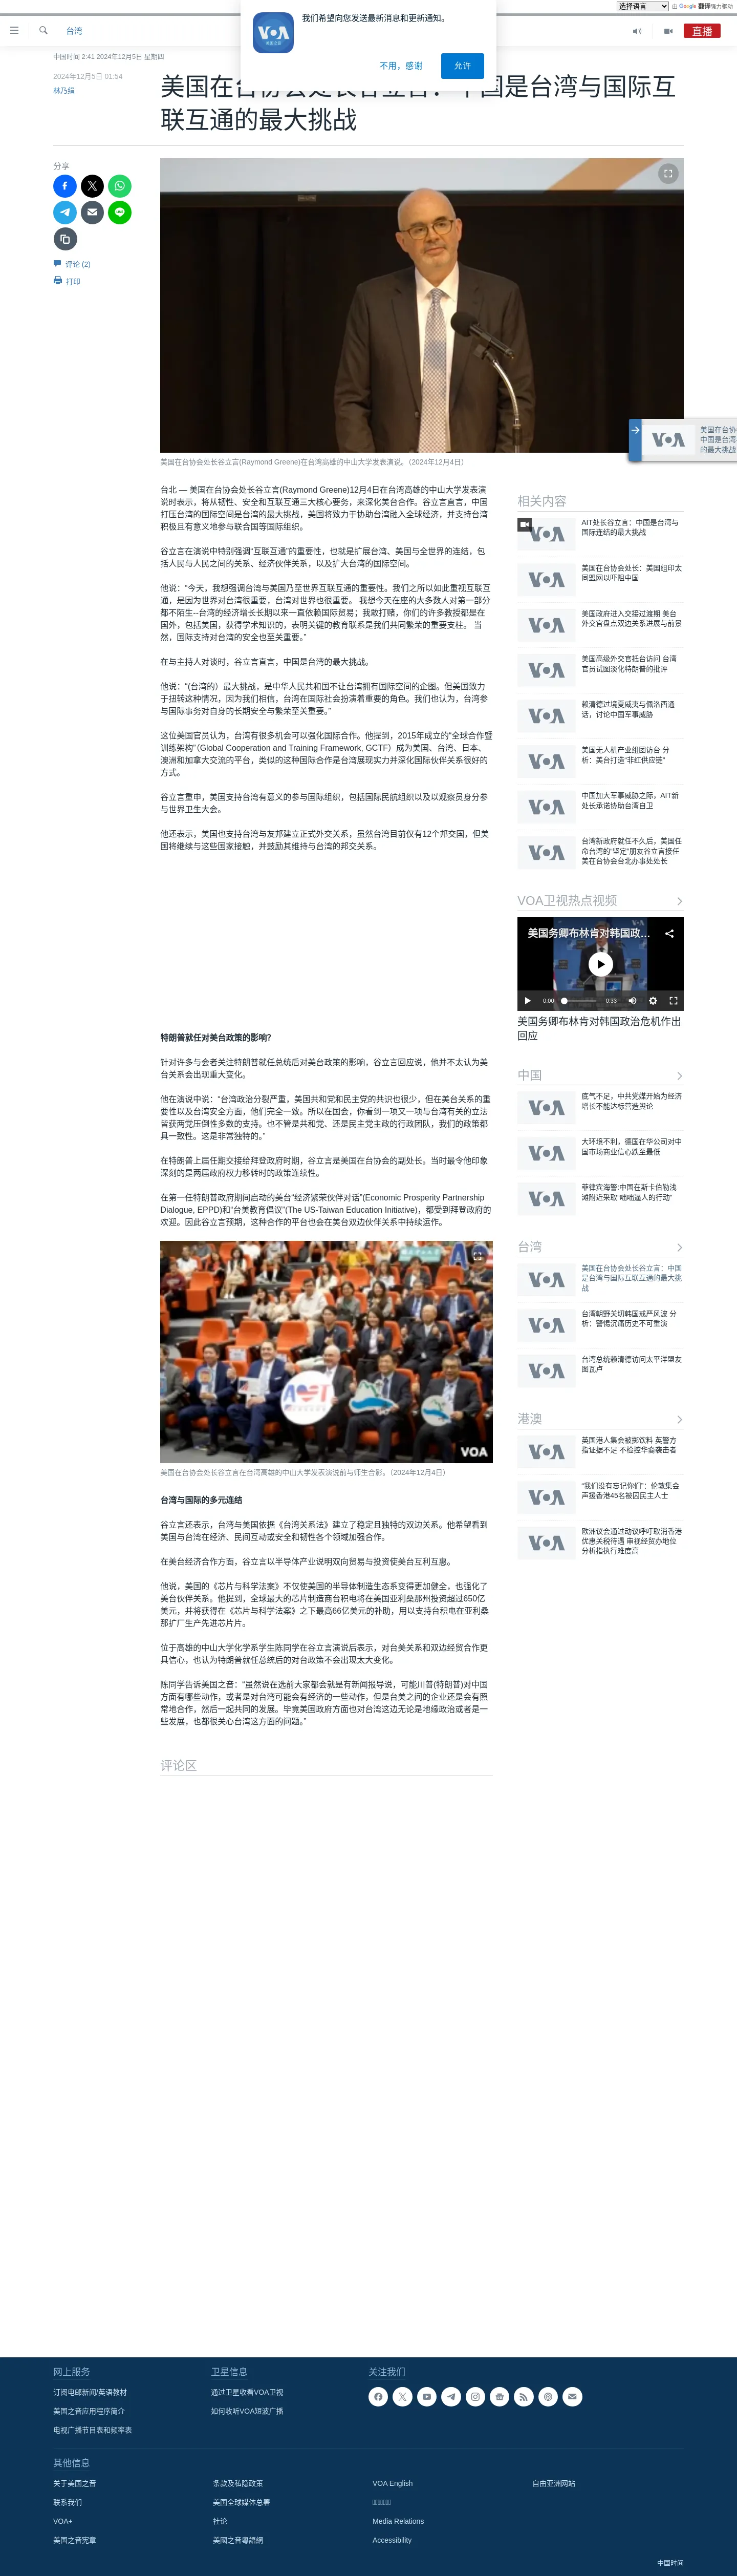 选择语言 由 Google 翻译强力驱动
我们希望向您发送最新消息和更新通知。
不用，感谢
允许
台湾
直播
中国时间 2:41 2024年12月5日 星期四
2024年12月5日 01:54
林乃绢
联互通的最大挑战
分享
评论 (2)
打印
美国在台协会处长谷立言(Raymond Greene)在台湾高雄的中山大学发表演说。（2024年12月4日）
美国在台协
中国是台湾
的最大挑战
台北 — 美国在台协会处长谷立言(Raymond Greene)12月4日在台湾高雄的中山大学发表演
说时表示，将从韧性、安全和互联互通三大核心要务，来深化美台合作。谷立言直言，中国
打压台湾的国际空间是台湾的最大挑战，美国将致力于协助台湾融入全球经济，并支持台湾
积极且有意义地参与联合国等国际组织。
谷立言在演说中特别强调“互联互通”的重要性，也就是扩展台湾、美国与全世界的连结，包
括人民与人民之间的关系、经济伙伴关系，以及扩大台湾的国际空间。
他说：“今天，我想强调台湾与美国乃至世界互联互通的重要性。我们之所以如此重视互联互
通，是因为世界对台湾很重要，台湾对世界也很重要。 我想今天在座的大多数人对第一部分
都不陌生--台湾的经济增长长期以来一直依赖国际贸易；我敢打赌，你们的许多教授都是在
国外，包括美国，获得学术知识的，表明关键的教育联系是我们共同繁荣的重要支柱。 当
然，国际支持对台湾的安全也至关重要。”
在与主持人对谈时，谷立言直言，中国是台湾的最大挑战。
他说：“(台湾的）最大挑战，是中华人民共和国不让台湾拥有国际空间的企图。但美国致力
于扭转这种情况，因为我们相信，台湾在国际社会扮演着重要的角色。我们也认为，台湾参
与国际事务对自身的长期安全与繁荣至关重要。”
这位美国官员认为，台湾有很多机会可以强化国际合作。他提到，2015年成立的“全球合作暨
训练架构”（Global Cooperation and Training Framework, GCTF）成为美国、台湾、日本、
澳洲和加拿大交流的平台，类似的这种国际合作是台湾展现实力并深化国际伙伴关系很好的
方式。
谷立言重申，美国支持台湾有意义的参与国际组织，包括国际民航组织以及以观察员身分参
与世界卫生大会。
他还表示，美国也支持台湾与友邦建立正式外交关系，虽然台湾目前仅有12个邦交国，但美
国将继续与这些国家接触，并鼓励其维持与台湾的邦交关系。
特朗普就任对美台政策的影响?
针对许多与会者关注特朗普就任总统后对美台政策的影响，谷立言回应说，他并不太认为美
台关系会出现重大变化。
他在演说中说：“台湾政治分裂严重，美国共和党和民主党的共识也很少，但在美台关系的重
要性以及台湾安全方面，他们完全一致。所以在国会，你看到一项又一项与台湾有关的立法
皆获两党压倒性多数的支持。也不管是共和党、还是民主党主政的行政团队，我们的政策都
具一致性。这是非常独特的。”
在特朗普上届任期交接给拜登政府时期，谷立言是美国在台协会的副处长。当时最令他印象
深刻的是两届政府权力移转时的政策连续性。
在第一任特朗普政府期间启动的美台“经济繁荣伙伴对话”(Economic Prosperity Partnership
Dialogue, EPPD)和“台美教育倡议”(The US-Taiwan Education Initiative)，都受到拜登政府的
欢迎。因此谷立言预期，这种合作的平台也会在美台双边伙伴关系中持续运作。
VOA
美国在台协会处长谷立言在台湾高雄的中山大学发表演说前与师生合影。（2024年12月4日）
台湾与国际的多元连结
谷立言还表示，台湾与美国依据《台湾关系法》建立了稳定且独特的双边关系。他希望看到
美国与台湾在经济、民间互动或安全和韧性各个领域加强合作。
在美台经济合作方面，谷立言以半导体产业说明双向贸易与投资使美台互利互惠。
他说，美国的《芯片与科学法案》不仅使美国的半导体制造生态系变得更加健全，也强化了
美台伙伴关系。他提到，全球最大的芯片制造商台积电将在美国亚利桑那州投资超过650亿
美元，并将获得在《芯片与科学法案》之下最高66亿美元的补助，用以支持台积电在亚利桑
那扩厂生产先进芯片片。
位于高雄的中山大学化学系学生陈同学在谷立言演说后表示，对台美关系和双边经贸合作更
具信心，也认为特朗普就任总统后的对台政策不会出现太大变化。
陈同学告诉美国之音：“虽然说在选前大家都会就是有新闻报导说，可能川普(特朗普)对中国
方面有哪些动作，或者是对台湾可能会有经济的一些动作，但是台美之间的企业还是会有照
常地合作，然后一起共同的发展。毕竟美国政府方面也对台湾这边无论是地缘政治或者是一
些发展，也都很关心台湾这方面的问题。”
评论区
相关内容
AIT处长谷立言：中国是台湾与
国际连结的最大挑战
美国在台协会处长：美国组印太
同盟网以吓阻中国
美国政府进入交接过渡期 美台
外交官盘点双边关系进展与前景
美国高级外交官抵台访问 台湾
官员试图淡化特朗普的批评
赖清德过境夏威夷与佩洛西通
话，讨论中国军事威胁
美国无人机产业组团访台 分
析：美台打造“非红供应链”
中国加大军事威胁之际，AIT新
处长承诺协助台湾自卫
台湾新政府就任不久后，美国任
命台湾的“坚定”朋友谷立言接任
美在台协会台北办事处处长
VOA卫视热点视频
美国务卿布林肯对韩国政…
0:00 0:33
美国务卿布林肯对韩国政治危机作出
回应
中国
底气不足，中共党媒开始为经济
增长不能达标营造舆论
大环境不利，德国在华公司对中
国市场商业信心跌至最低
菲律宾海警:中国在斯卡伯勒浅
滩附近采取“咄咄逼人的行动”
台湾
美国在台协会处长谷立言：中国
是台湾与国际互联互通的最大挑
战
台湾朝野关切韩国戒严风波 分
析：警惕沉痛历史不可重演
台湾总统赖清德访问太平洋盟友
图瓦卢
港澳
英国港人集会被掷饮料 英警方
指证据不足 不检控华裔袭击者
“我们没有忘记你们”：伦敦集会
声援香港45名被囚民主人士
欧洲议会通过动议呼吁取消香港
优惠关税待遇 审视经贸办地位
分析指执行难度高
网上服务 卫星信息 关注我们
订阅电邮新闻/英语教材 通过卫星收看VOA卫视
美国之音应用程序简介 如何收听VOA短波广播
电视广播节目表和频率表
其他信息
关于美国之音 条款及私隐政策 VOA English 自由亚洲网站
联系我们 美国全球媒体总署
VOA+ 社论 Media Relations
美国之音宪章 美國之音粵語網 Accessibility
中国时间